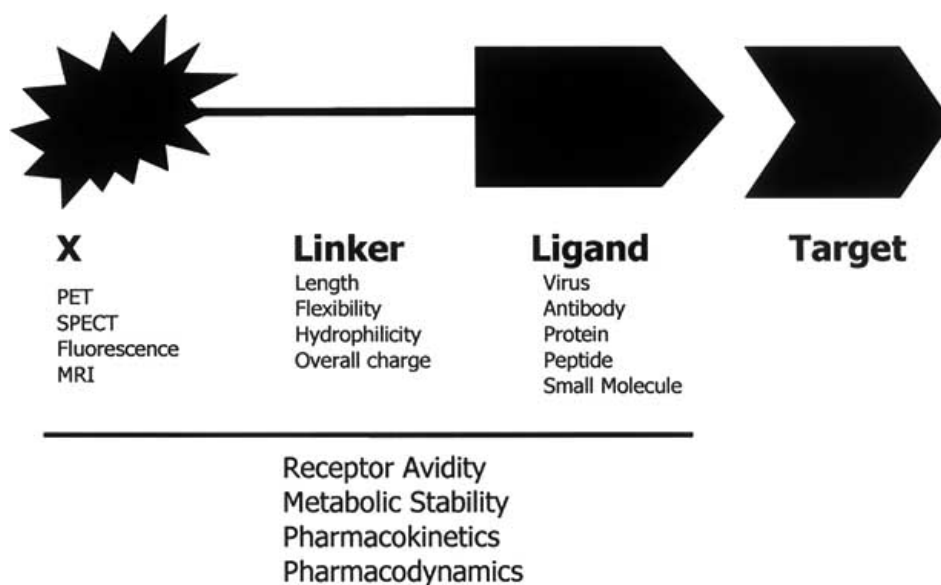 X
PET
SPECT
Fluorescence
MRI
Linker
Length
Flexibility
Hydrophilicity
Overall charge
Ligand
Virus
Antibody
Protein
Peptide
Small Molecule
Target
Receptor Avidity
Metabolic Stability
Pharmacokinetics
Pharmacodynamics